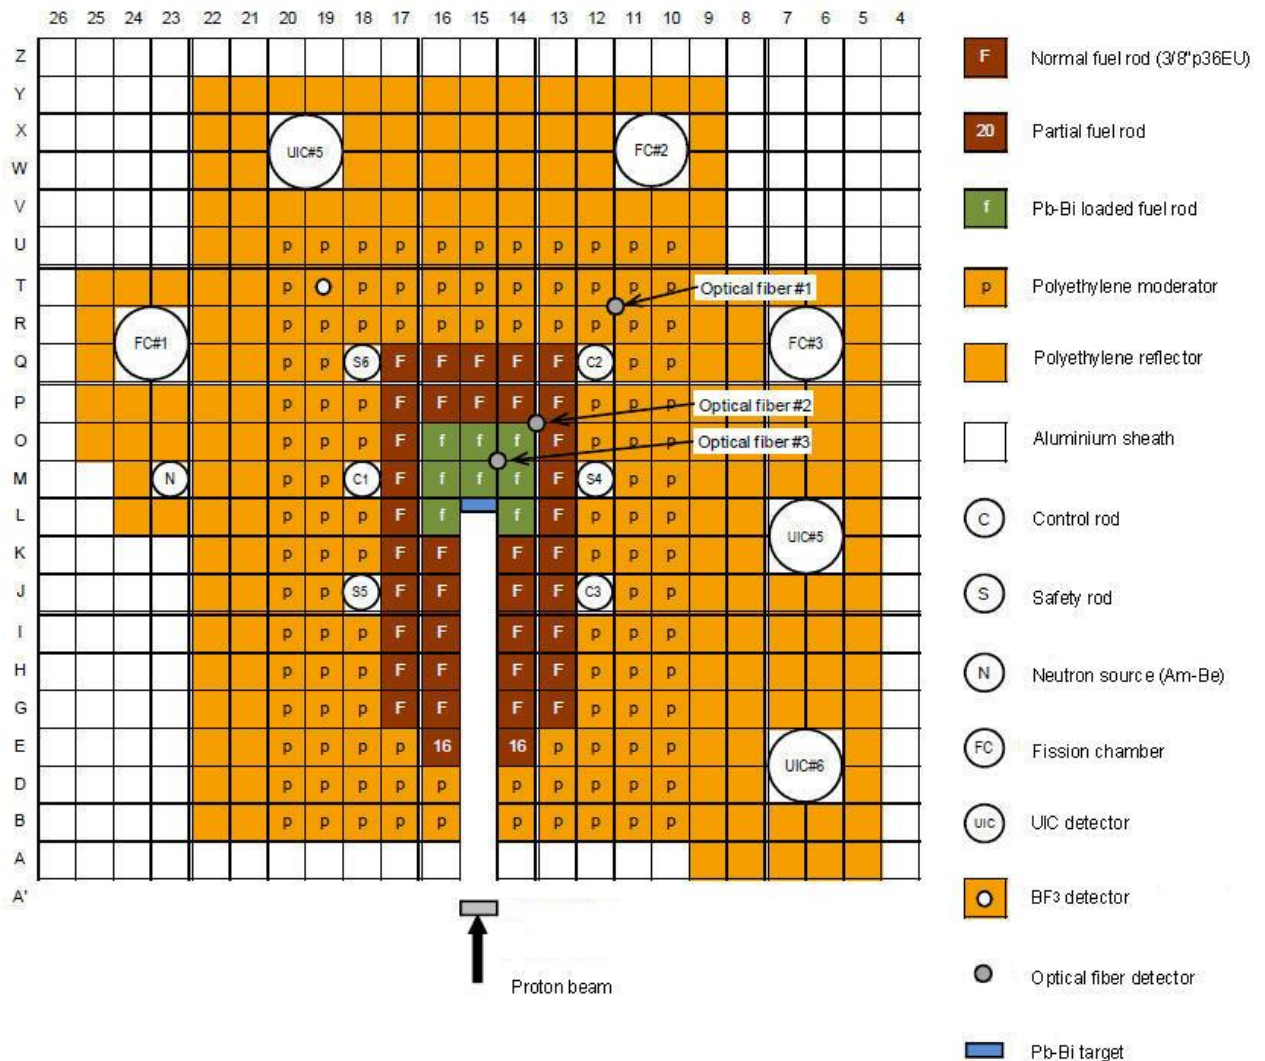 26 25 24 23 22 22 20 19 18 17 16 15 14 13 12 11 10 9 8 7 6 5 4
Z
Y
X
UIC#5 FC#2
W
V
U p p p p p p p p p p p
T p p p p p p p p p p
Optical fiber #1
R p p p p p p p p p p p
FC#1 FC#3
Q p p S6 F F F F F C2 p p
P p p p F F F F F p p p
Optical fiber #2
O p p p F f f f F p p p
Optical fiber #3
M N p p C1 F f f f F S4 p p
L p p p F f f F p p p
UIC#5
K p p p F F F F p p p
J p p S5 F F F F C3 p p
I p p p F F F F p p p
H p p p F F F F p p p
G p p p F F F F p p p
E p p p p 16 16 p p p p
UIC#6
D p p p p p p p p p p
B p p p p p p p p p p
A
A'
Proton beam
F Normal fuel rod (3/8"p36EU)
20 Partial fuel rod
f Pb-Bi loaded fuel rod
p Polyethylene moderator
Polyethylene reflector
Aluminium sheath
C Control rod
S Safety rod
N Neutron source (Am-Be)
FC Fission chamber
UIC UIC detector
BF3 detector
Optical fiber detector
Pb-Bi target